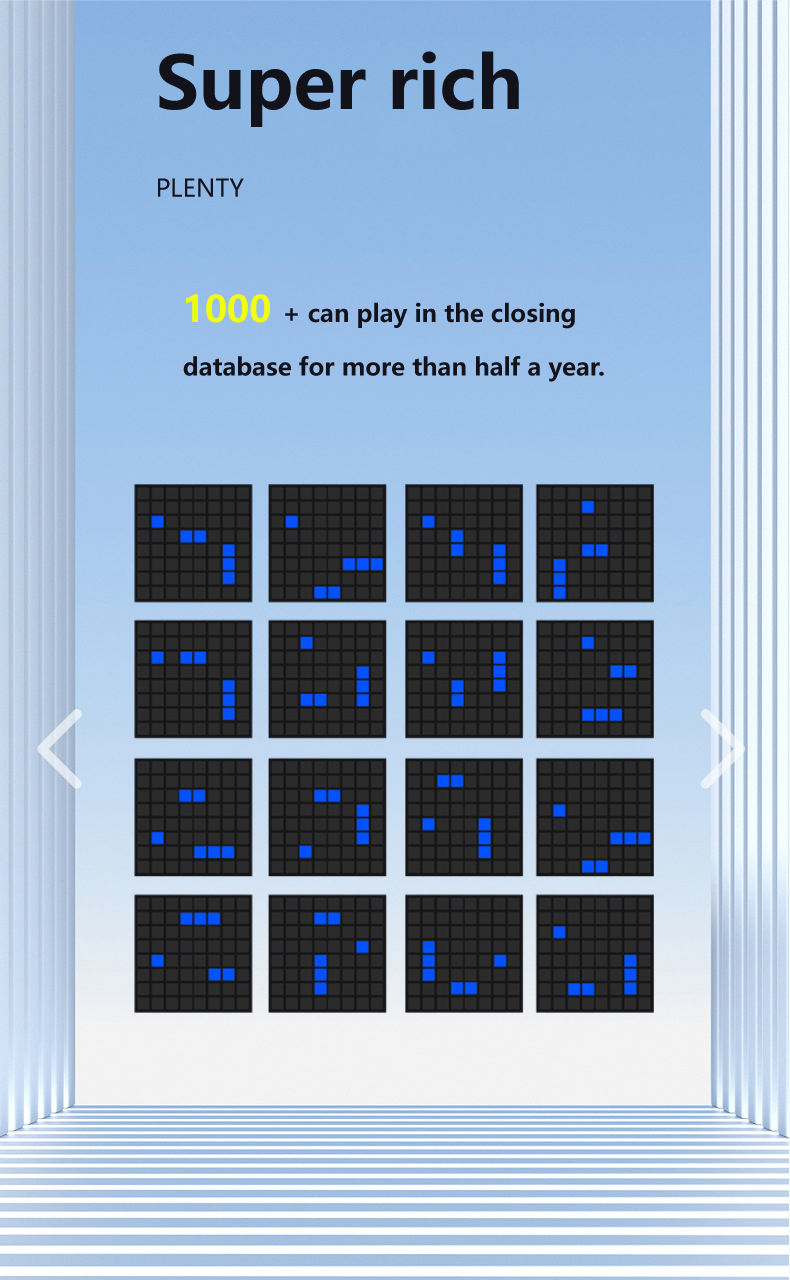 Super rich
PLENTY
1000 + can play in the closing
database for more than half a year.